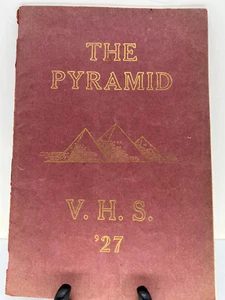 THE
PYRAMID
V. H. S.
'27